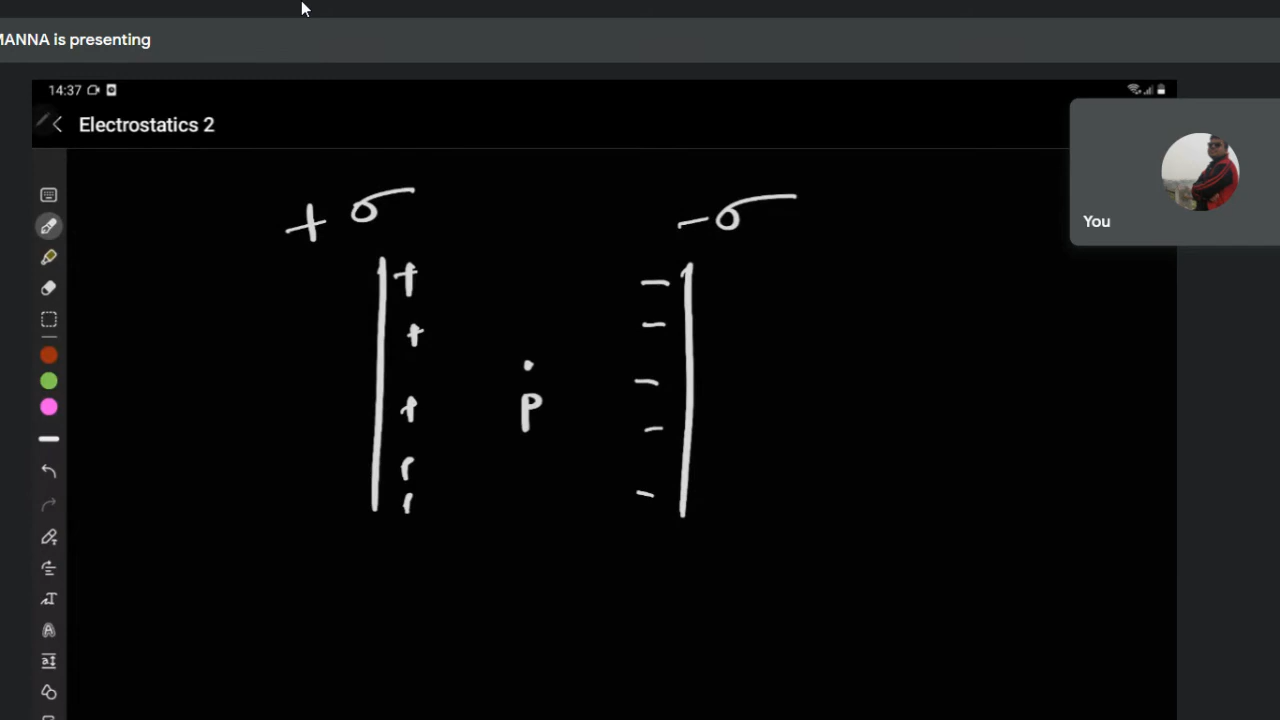 MANNA is presenting
14:37
Electrostatics 2
You
+σ -σ
+ -
+ -
-
P
+ -
-